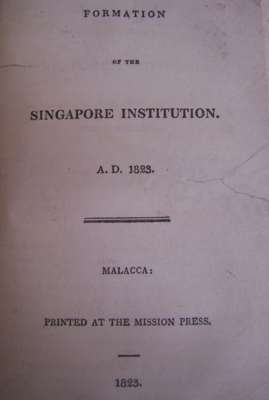 FORMATION
OF THE
SINGAPORE INSTITUTION.
A. D. 1823.
MALACCA:
PRINTED AT THE MISSION PRESS.
1823.